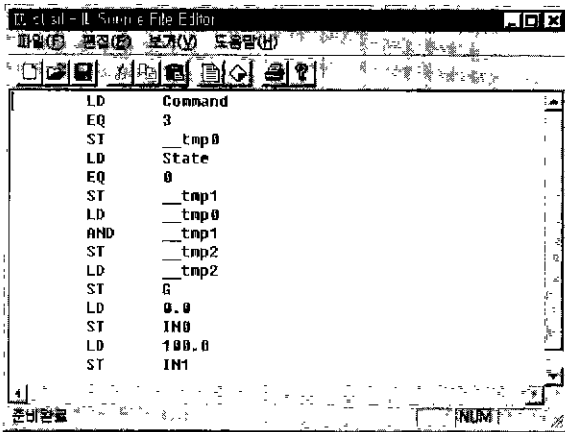 IL Simple File Editor
파일(F) 편집(E) 보기(V) 도움말(H)
LD Command
EQ 3
ST __tmp0
LD State
EQ 0
ST __tmp1
LD __tmp0
AND __tmp1
ST __tmp2
LD __tmp2
ST G
LD 0.0
ST IN0
LD 100.0
ST IN1
준비완료 NUM